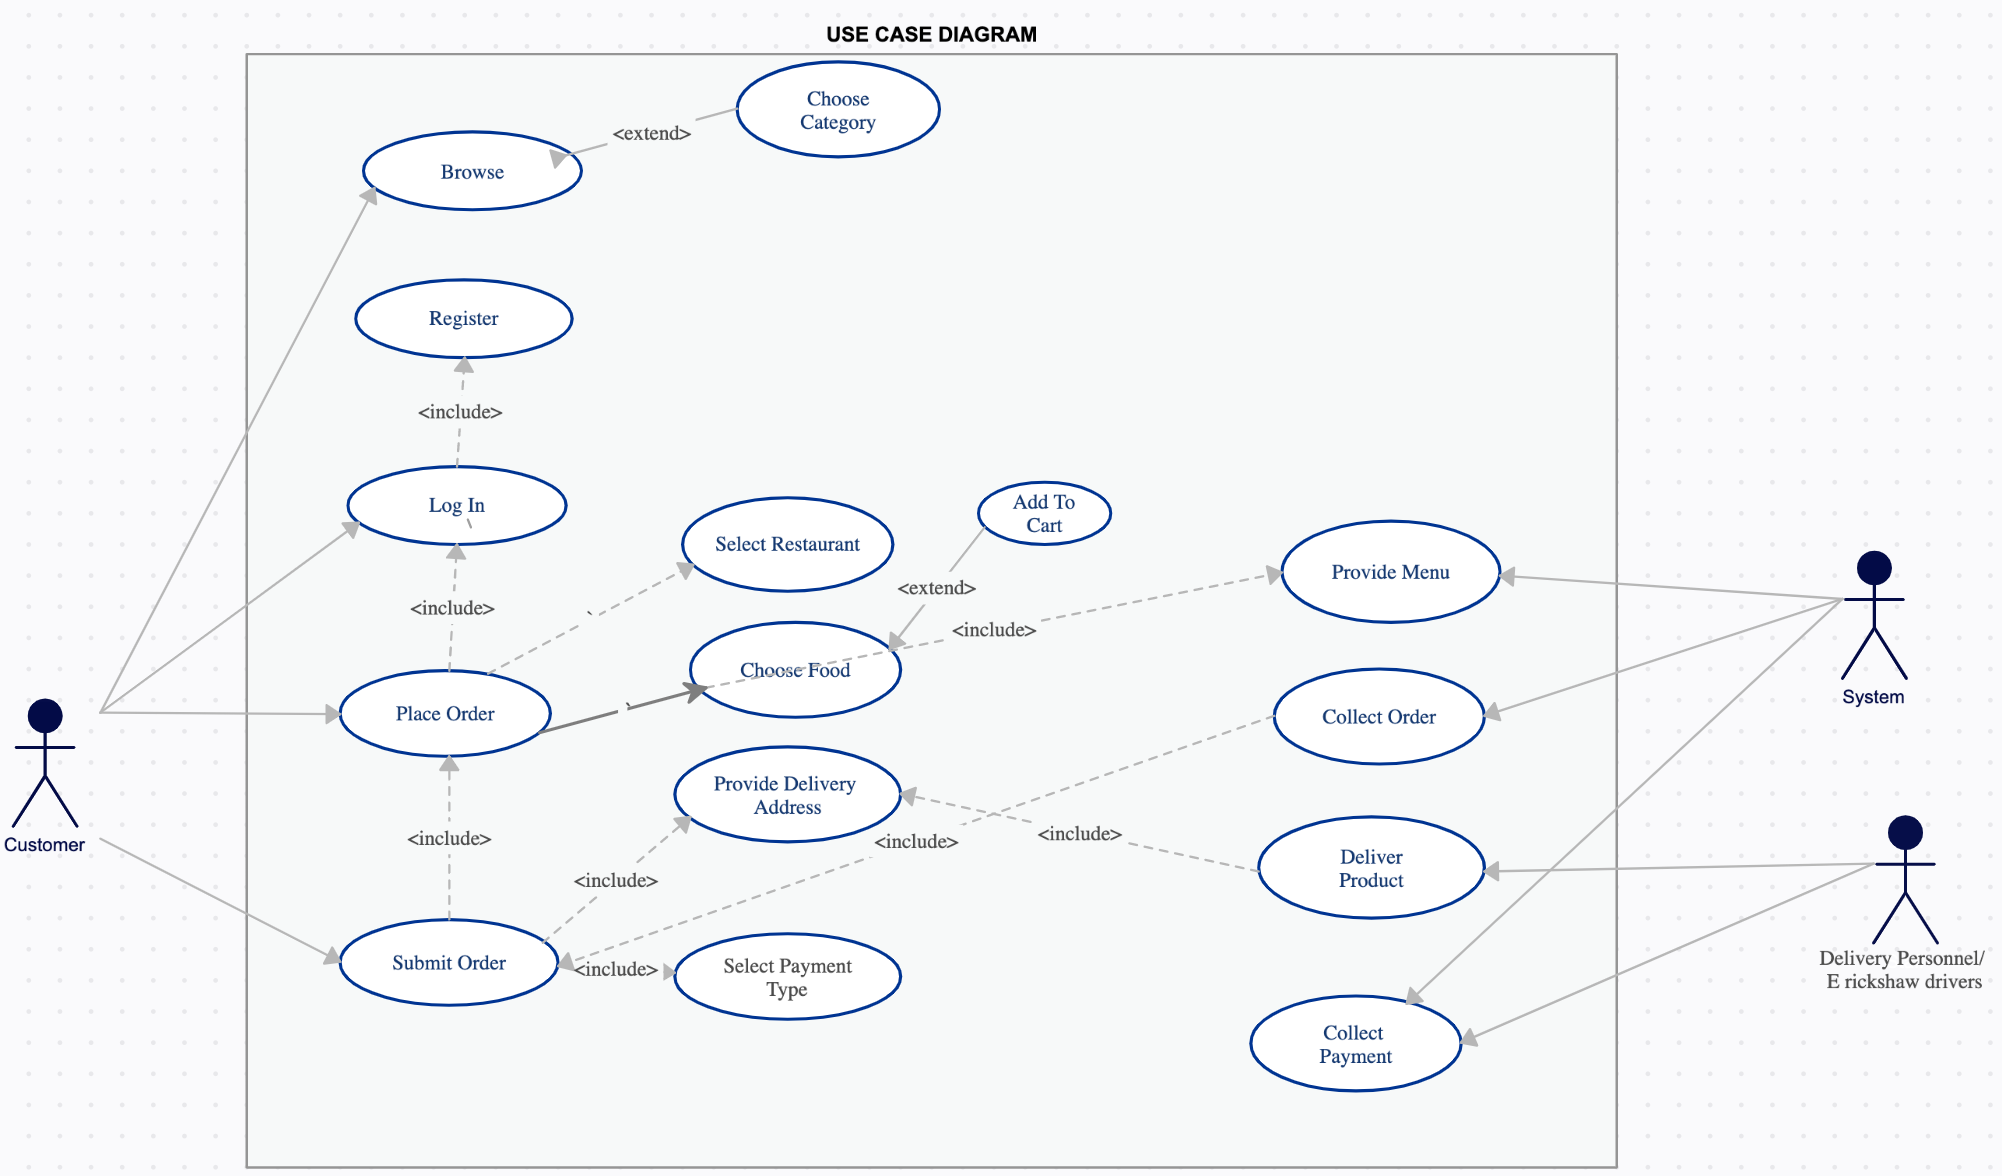 USE CASE DIAGRAM
Choose
Category
<extend>
Browse
Register
<include>
Log In
Select Restaurant
Add To
Cart
<extend>
<include>
Provide Menu
<include>
Choose Food
Place Order
Collect Order
System
Provide Delivery
Address
<include>
<include>
<include>
Customer
Deliver
Product
<include>
Submit Order
<include>
Select Payment
Type
Delivery Personnel/
E rickshaw drivers
Collect
Payment